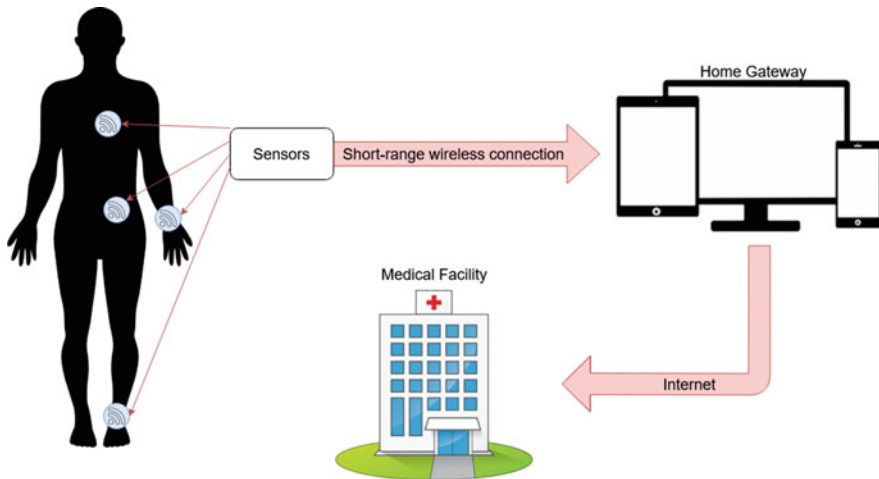 Home Gateway
Sensors
Short-range wireless connection
Medical Facility
Internet